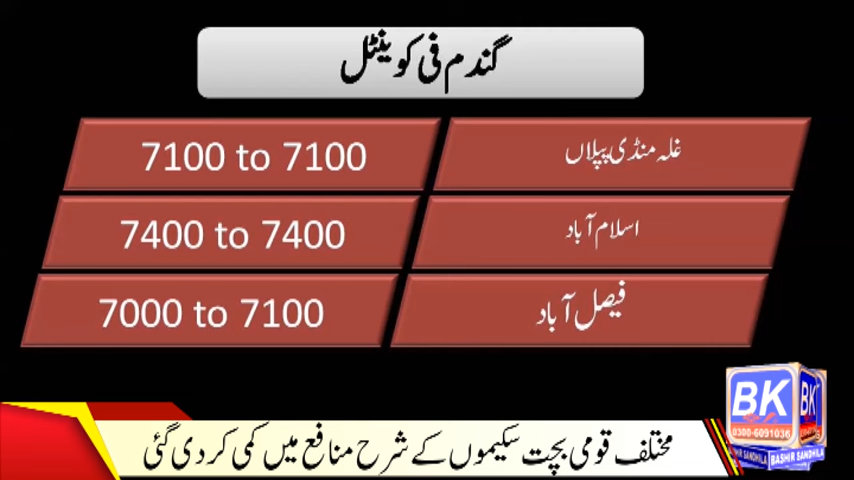 گندم فی کوینٹل
غلہ منڈی پپلاں
7100 to 7100
اسلام آباد
7400 to 7400
فیصل آباد
7000 to 7100
مختلف قومی بچت سکیموں کے شرح منافع میں کمی کر دی گئی
BK
BK
0300-6091036
BASHIR SANDHILA